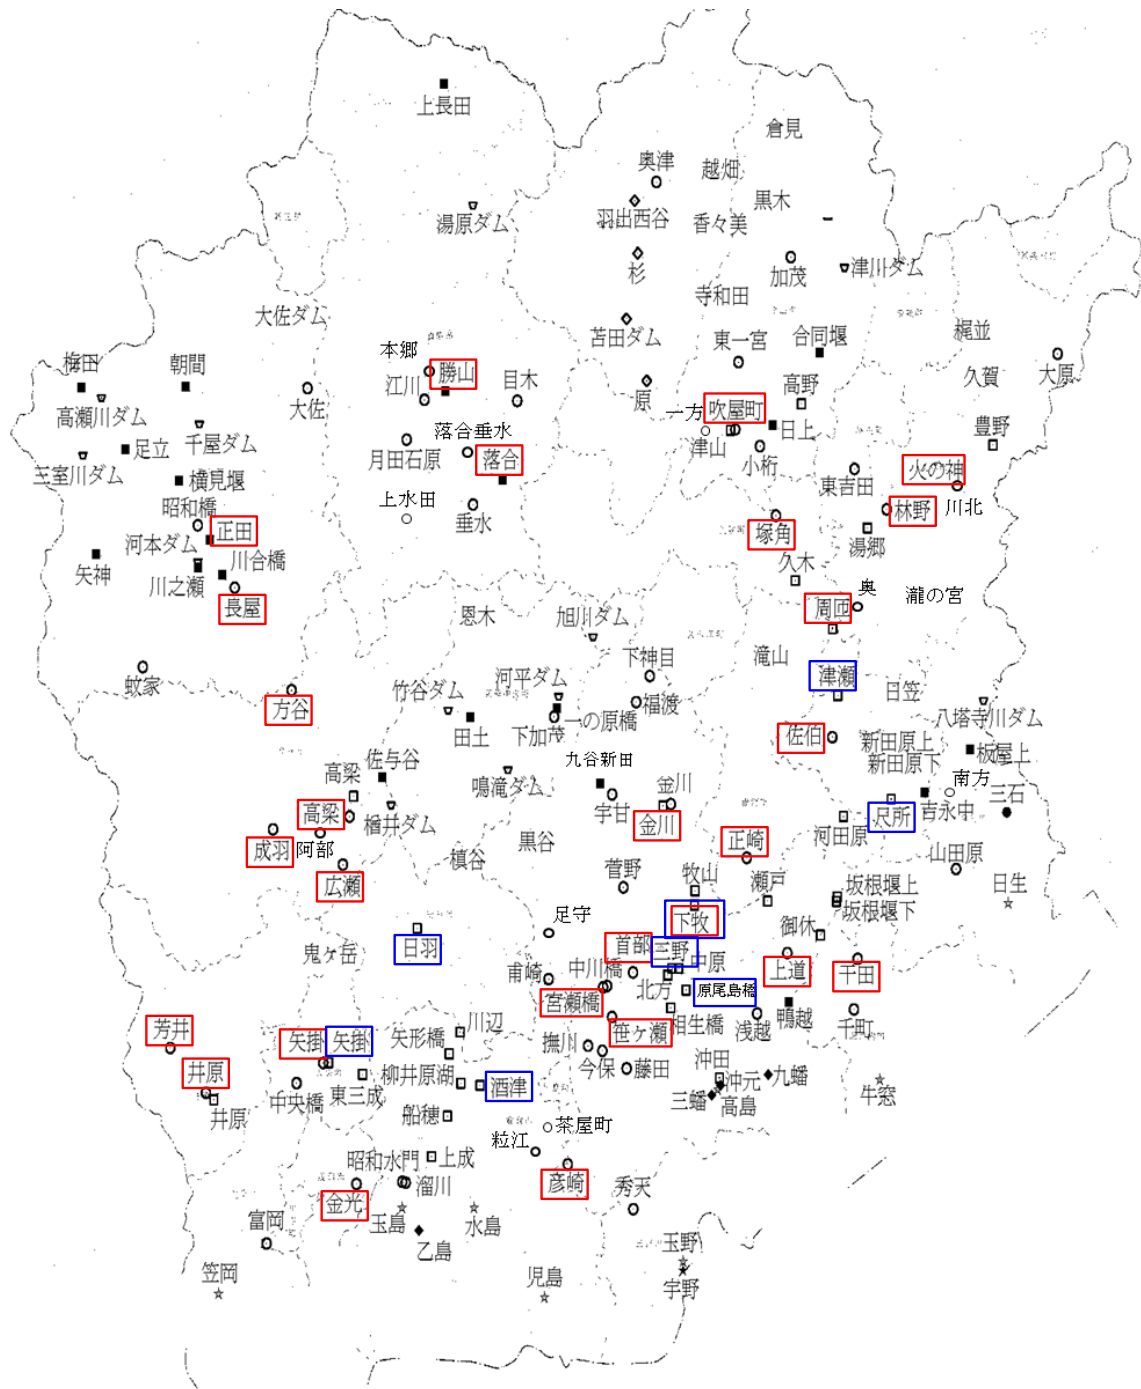 上長田
倉見
奥津
越畑
黒木
羽出西谷
香々美
湯原ダム
杉
加茂
津川ダム
寺和田
大佐ダム
苫田ダム
合同堰
梶並
本郷
東一宮
梅田
朝間
勝山
目木
高野
久賀
大原
江川
大佐
原
高瀬川ダム
一方
吹屋町
豊野
千屋ダム
落合垂水
日上
足立
津山
月田石原
落合
小桁
三室川ダム
火の神
東吉田
横見堰
上水田
昭和橋
垂水
林野
川北
正田
塚角
湯郷
河本ダム
川合橋
矢神
久木
川之瀬
奥
瀧の宮
長屋
周匝
恩木
旭川ダム
下神目
滝山
蚊家
津瀬
河平ダム
竹谷ダム
日笠
福渡
方谷
八塔寺川ダム
田土
下加茂
一の原橋
佐伯
新田原上
板屋上
佐与谷
九谷新田
新田原下
高梁
鳴滝ダム
金川
南方
三石
宇甘
高梁
楢井ダム
金川
尺所
吉永中
河田原
成羽
阿部
黒谷
正崎
槙谷
山田原
広瀬
菅野
牧山
瀬戸
坂根堰上
日生
坂根堰下
足守
下牧
御休
日羽
鬼ヶ岳
首部
三野
中原
甫崎
中川橋
上道
千田
北方
原尾島橋
宮瀬橋
鴨越
芳井
笹ヶ瀬
相生橋
浅越
千町
川辺
矢掛
矢掛
矢形橋
撫川
今保
藤田
沖田
井原
柳井原湖
酒津
沖元
九蟠
中央橋
東三成
三蟠
高島
牛窓
井原
船穂
茶屋町
粒江
昭和水門
上成
彦崎
溜川
秀天
金光
玉島
水島
富岡
乙島
玉野
笠岡
児島
宇野